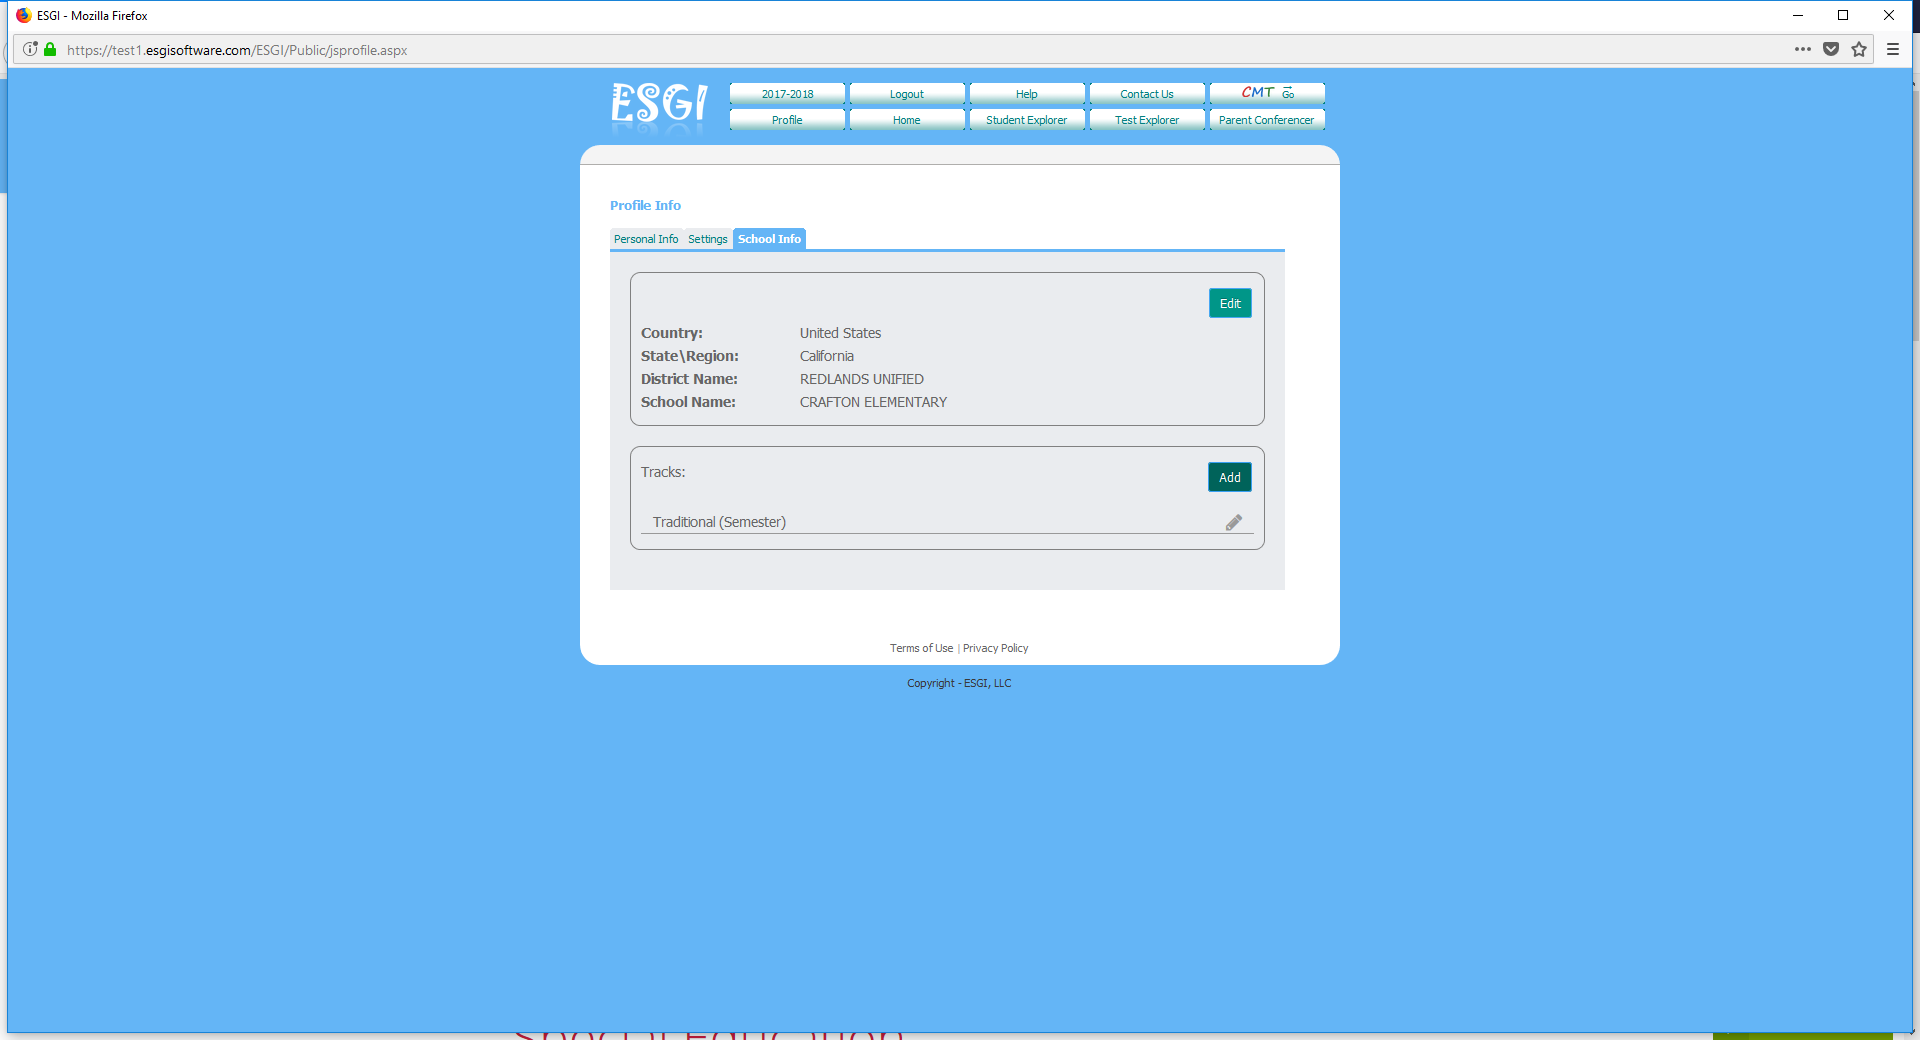 ESGI - Mozilla Firefox
https://test1.esgisoftware.com/ESGI/Public/jsprofile.aspx
ESGI
2017-2018 Logout Help Contact Us CMT Go
Profile Home Student Explorer Test Explorer Parent Conferencer
Profile Info
Personal Info Settings School Info
Edit
Country: United States
State\Region: California
District Name: REDLANDS UNIFIED
School Name: CRAFTON ELEMENTARY
Tracks: Add
Traditional (Semester)
Terms of Use | Privacy Policy
Copyright - ESGI, LLC
Special Education